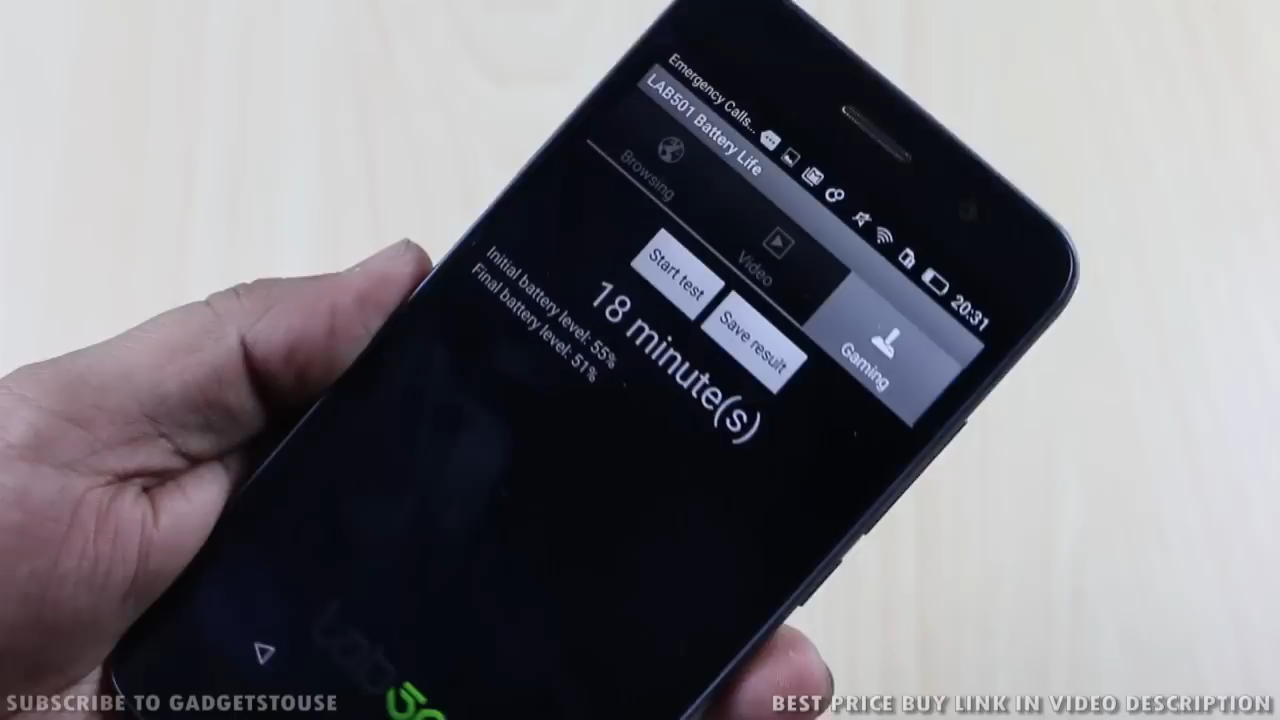 Emergency Calls...
20:31
LAB501 Battery Life
Browsing
Video
Gaming
Start test
Save result
18 minute(s)
Initial battery level: 55%
Final battery level: 51%
SUBSCRIBE TO GADGETSTOUSE
BEST PRICE BUY LINK IN VIDEO DESCRIPTION